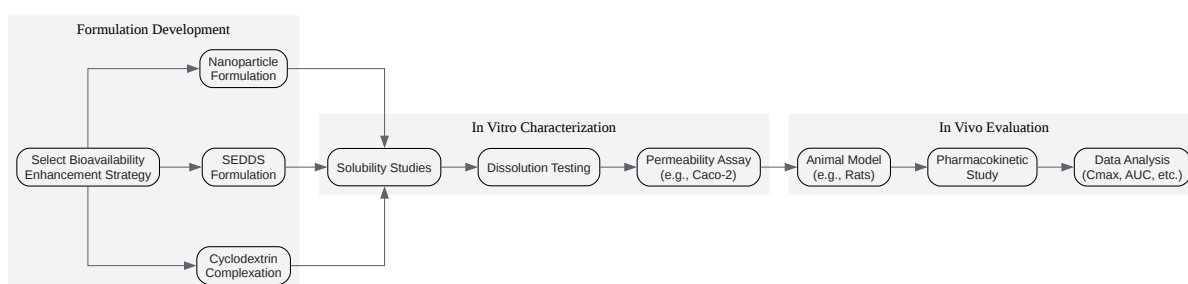 Formulation Development
Nanoparticle
Formulation
Select Bioavailability
Enhancement Strategy
SEDDS
Formulation
Cyclodextrin
Complexation
In Vitro Characterization
Solubility Studies
Dissolution Testing
Permeability Assay
(e.g., Caco-2)
In Vivo Evaluation
Animal Model
(e.g., Rats)
Pharmacokinetic
Study
Data Analysis
(Cmax, AUC, etc.)